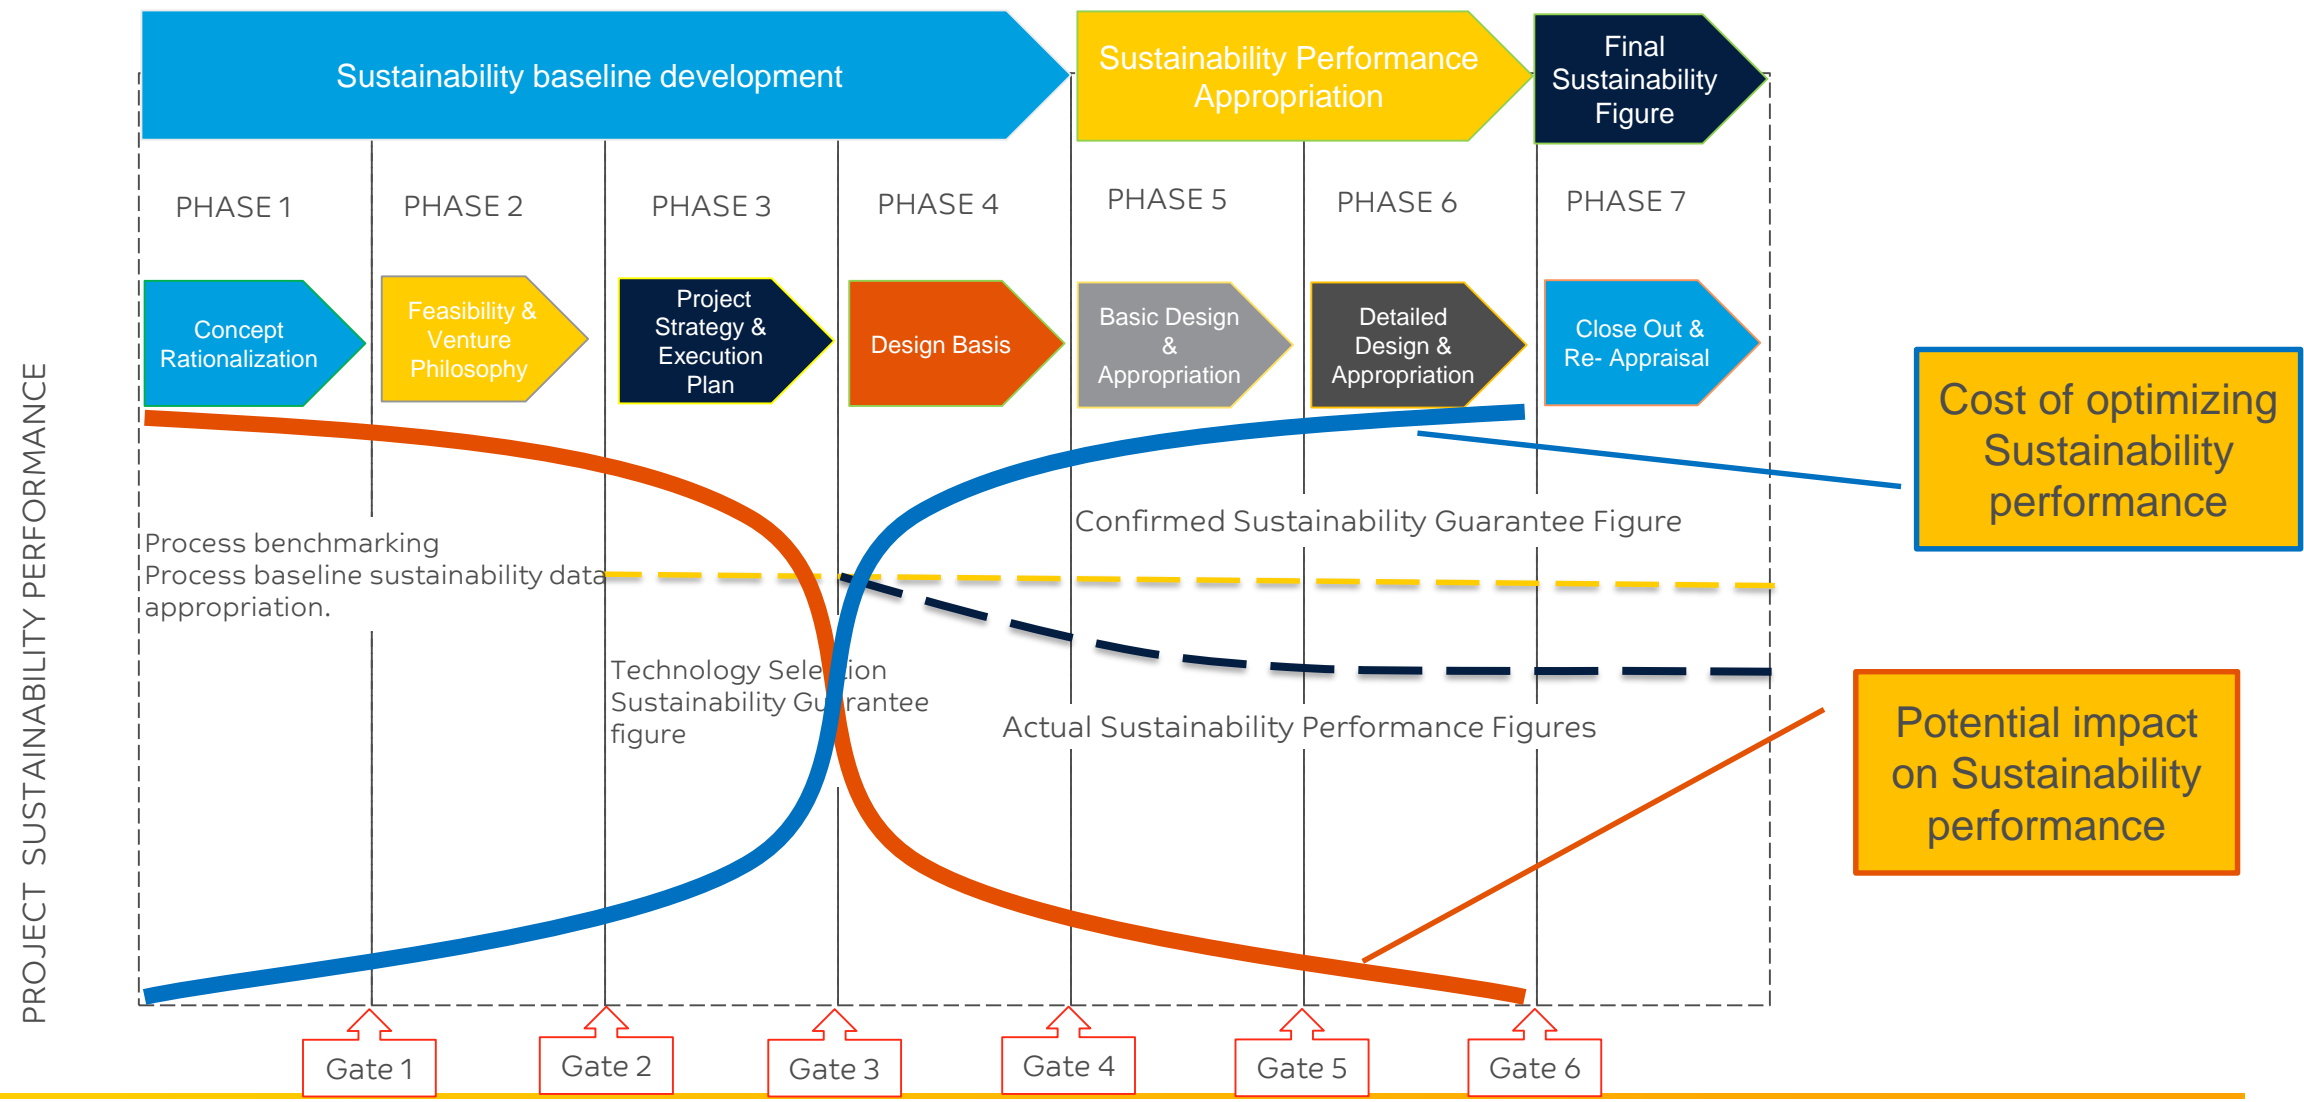 Sustainability baseline development
Sustainability Performance
Appropriation
Final
Sustainability
Figure
PHASE 1
PHASE 2
PHASE 3
PHASE 4
PHASE 5
PHASE 6
PHASE 7
Concept
Rationalization
Feasibility &
Venture
Philosophy
Project
Strategy &
Execution
Plan
Design Basis
Basic Design
&
Appropriation
Detailed
Design &
Appropriation
Close Out &
Re- Appraisal
PROJECT SUSTAINABILITY PERFORMANCE
Cost of optimizing
Sustainability
performance
Confirmed Sustainability Guarantee Figure
Process benchmarking
Process baseline sustainability data
appropriation.
Technology Selection
Sustainability Guarantee
figure
Actual Sustainability Performance Figures
Potential impact
on Sustainability
performance
Gate 1
Gate 2
Gate 3
Gate 4
Gate 5
Gate 6